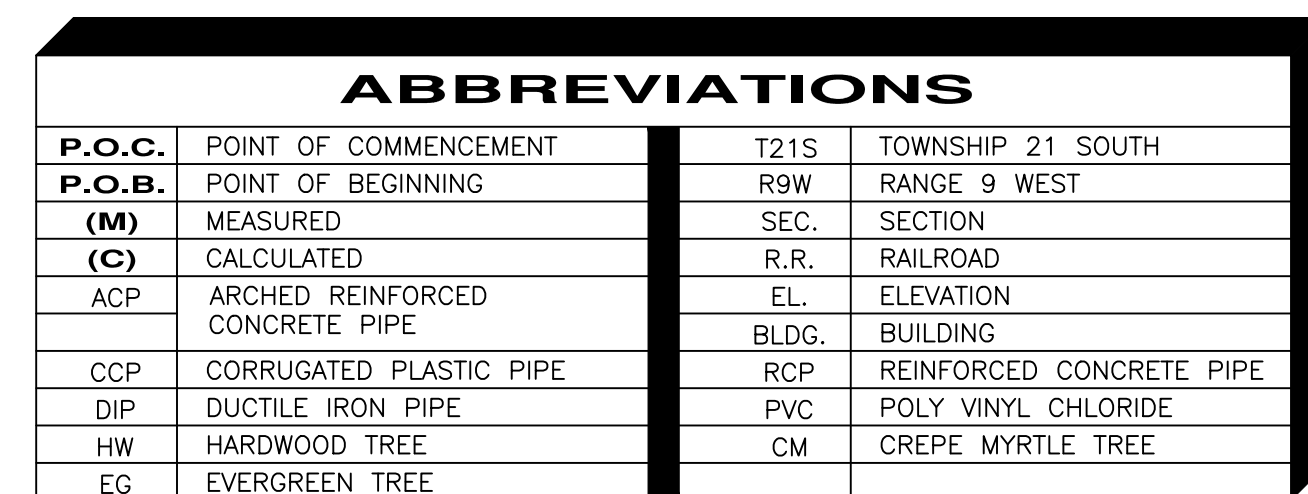 ABBREVIATIONS
P.O.C. POINT OF COMMENCEMENT
P.O.B. POINT OF BEGINNING
(M) MEASURED
(C) CALCULATED
ACP ARCHED REINFORCED
CONCRETE PIPE
CCP CORRUGATED PLASTIC PIPE
DIP DUCTILE IRON PIPE
HW HARDWOOD TREE
EG EVERGREEN TREE
T21S TOWNSHIP 21 SOUTH
R9W RANGE 9 WEST
SEC. SECTION
R.R. RAILROAD
EL. ELEVATION
BLDG. BUILDING
RCP REINFORCED CONCRETE PIPE
PVC POLY VINYL CHLORIDE
CM CREPE MYRTLE TREE